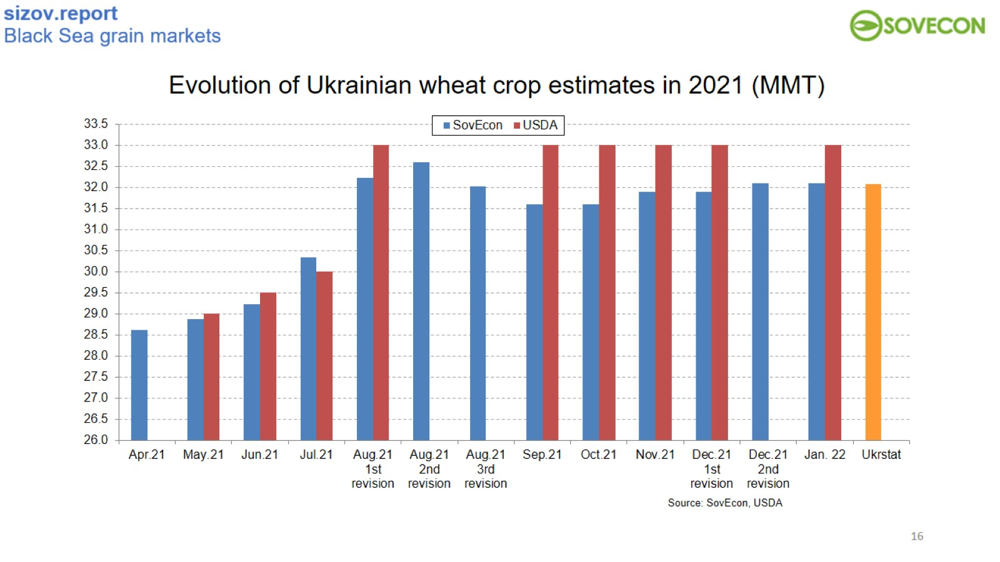 sizov.report
Black Sea grain markets
SOVECON
Evolution of Ukrainian wheat crop estimates in 2021 (MMT)
SovEcon USDA
33.5
33.0
32.5
32.0
31.5
31.0
30.5
30.0
29.5
29.0
28.5
28.0
27.5
27.0
26.5
26.0
Apr.21 May.21 Jun.21 Jul.21 Aug.21 Aug.21 Aug.21 Sep.21 Oct.21 Nov.21 Dec.21 Dec.21 Jan. 22 Ukrstat
1st 2nd 3rd 1st 2nd
revision revision revision revision revision
Source: SovEcon, USDA
16